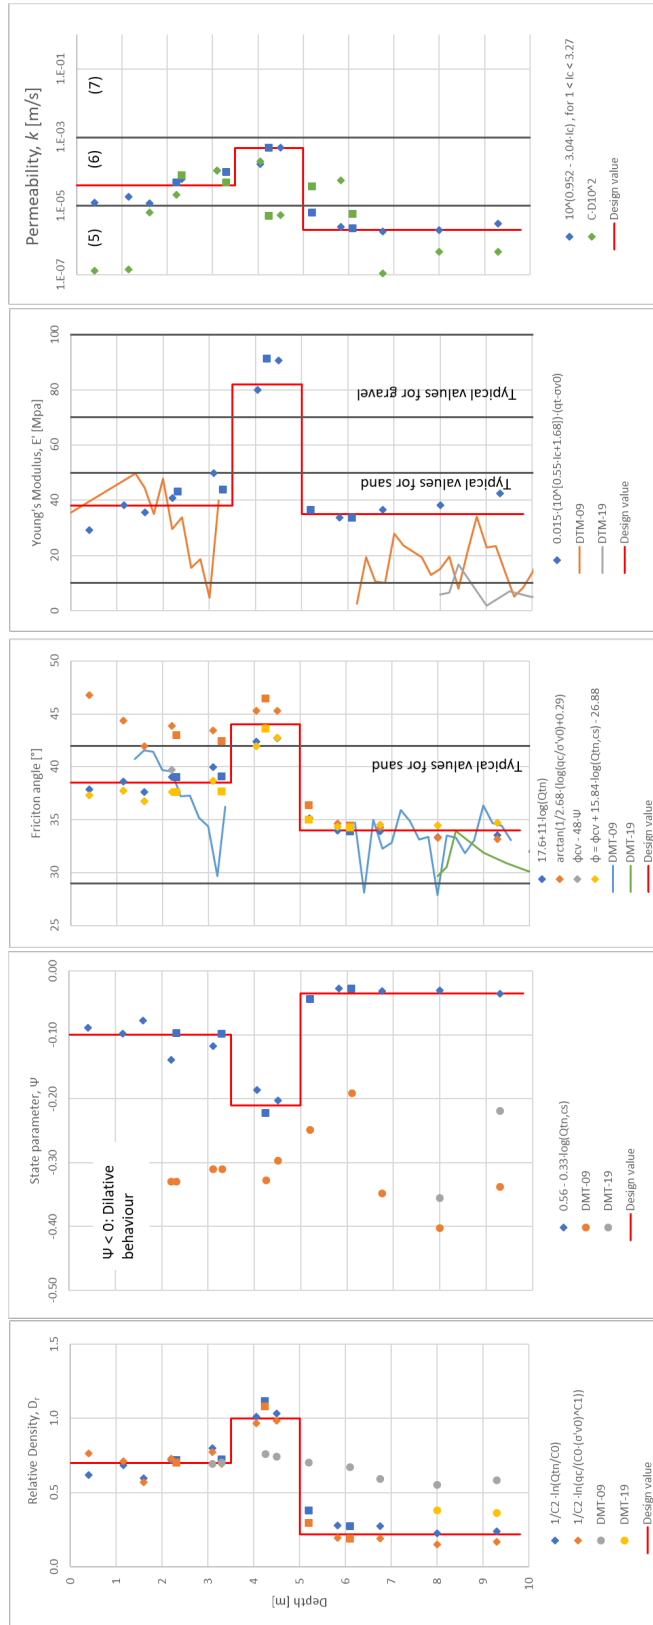 Relative Density, Dr
0.0
0.5
1.0
1.5
0
1
2
3
4
5
6
7
8
9
10
Depth [m]
1/C2 ·ln(Qtn/C0)
1/C2 ·ln(qc/(C0·(σ'v0)^C1))
DMT-09
DMT-19
Design value
State parameter, Ψ
-0.50
-0.40
-0.30
-0.20
-0.10
0.00
Ψ < 0: Dilative
behaviour
0.56 - 0.33·log(Qtn,cs)
DMT-09
DMT-19
Design value
Friciton angle [°]
25
30
35
40
45
50
Typical values for sand
17.6+11·log(Qtn)
arctan(1/2.68·(log(qc/σ'v0)+0.29)
ϕcv - 48·Ψ
ϕ = ϕcv + 15.84·log(Qtn,cs) - 26.88
DMT-09
DMT-19
Design value
Young's Modulus, E' [Mpa]
0
20
40
60
80
100
Typical values for sand
Typical values for gravel
0.015·(10^[0.55·Ic+1.68])·(qt-σv0)
DTM-09
DTM-19
Design value
Permeability, k [m/s]
1.E-07
1.E-05
1.E-03
1.E-01
(5)
(6)
(7)
10^(0.952 - 3.04·Ic) , for 1 < Ic < 3.27
C·D10^2
Design value